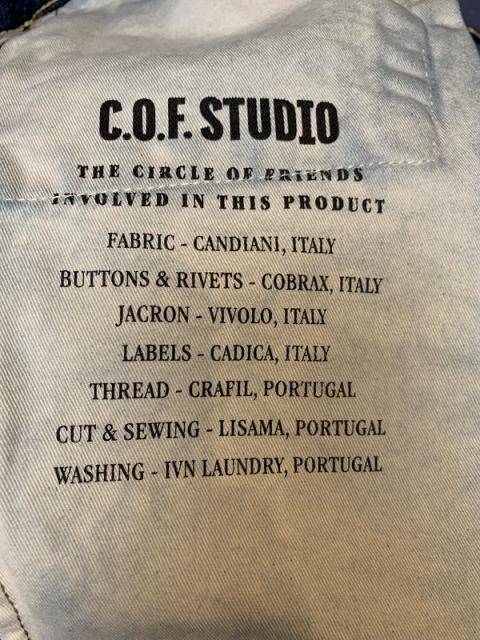 C.O.F. STUDIO
THE CIRCLE OF FRIENDS
INVOLVED IN THIS PRODUCT
FABRIC - CANDIANI, ITALY
BUTTONS & RIVETS - COBRAX, ITALY
JACRON - VIVOLO, ITALY
LABELS - CADICA, ITALY
THREAD - CRAFIL, PORTUGAL
CUT & SEWING - LISAMA, PORTUGAL
WASHING - IVN LAUNDRY, PORTUGAL